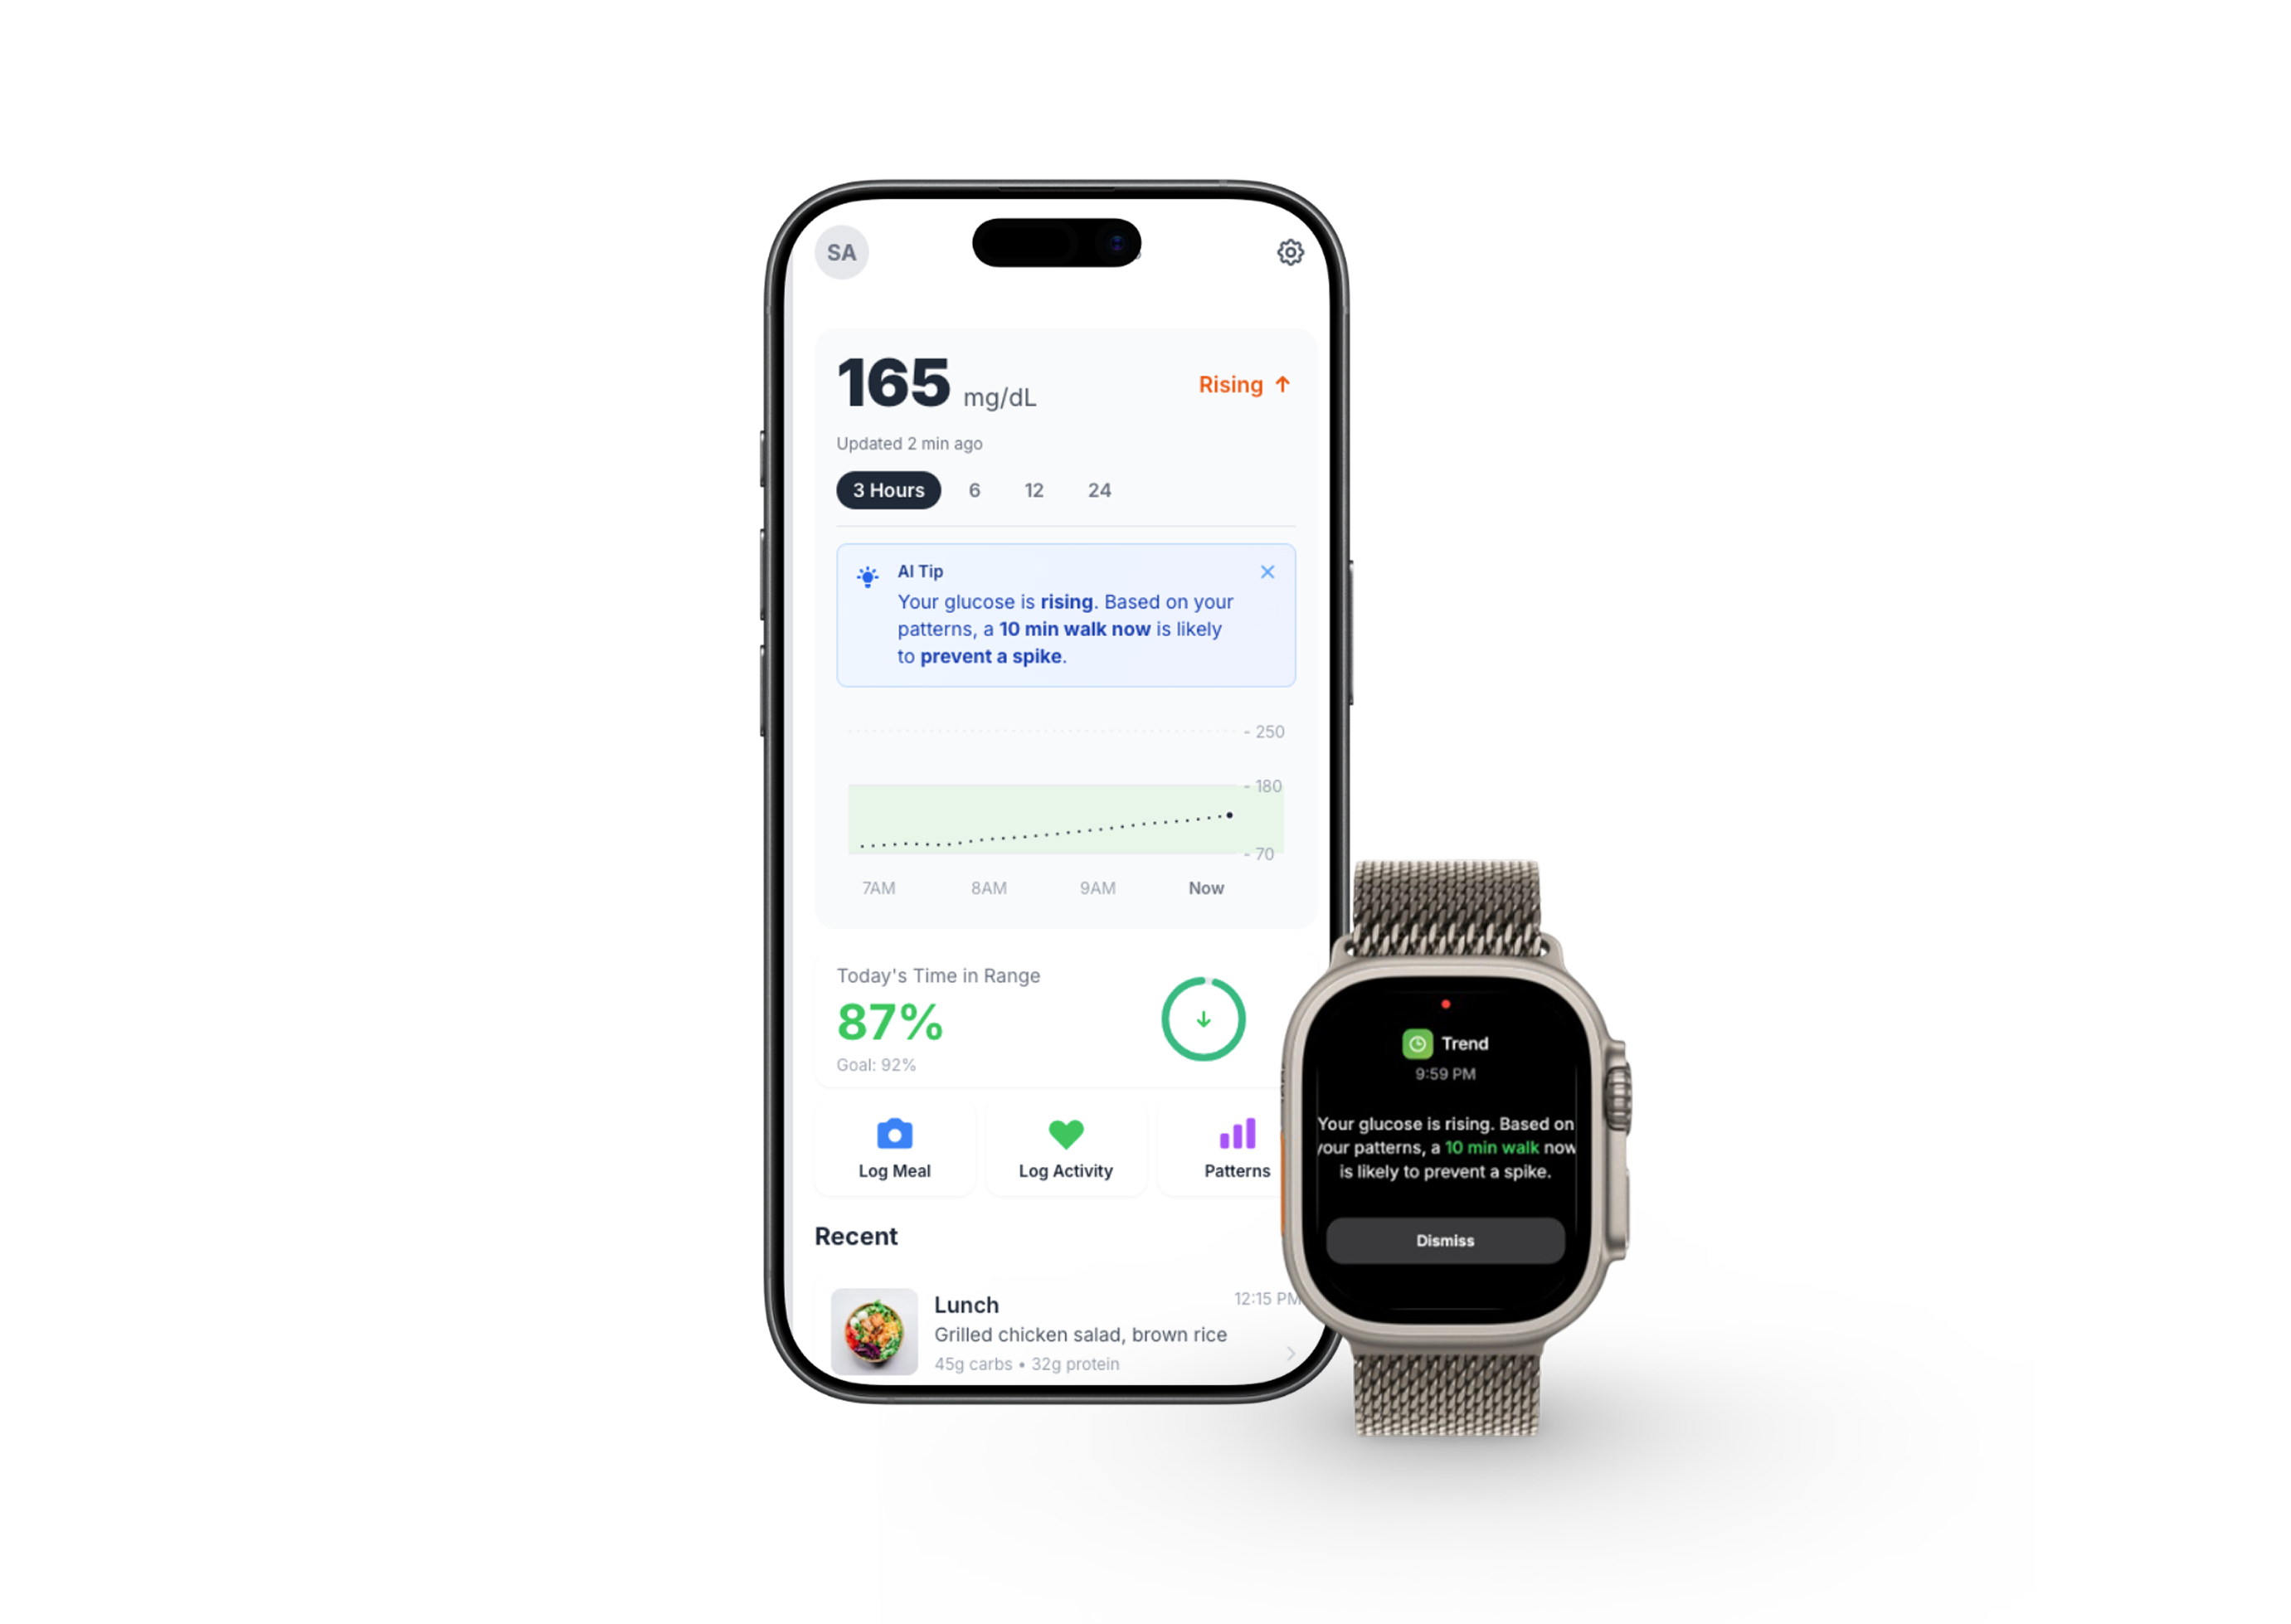 SA
165 mg/dL
Rising ↑
Updated 2 min ago
3 Hours 6 12 24
AI Tip
Your glucose is rising. Based on your
patterns, a 10 min walk now is likely
to prevent a spike.
- 250
- 180
- 70
7AM 8AM 9AM Now
Today's Time in Range
87%
Goal: 92%
Log Meal
Log Activity
Patterns
Recent
Lunch
12:15 PM
Grilled chicken salad, brown rice
45g carbs • 32g protein
Trend
9:59 PM
Your glucose is rising. Based on
your patterns, a 10 min walk now
is likely to prevent a spike.
Dismiss